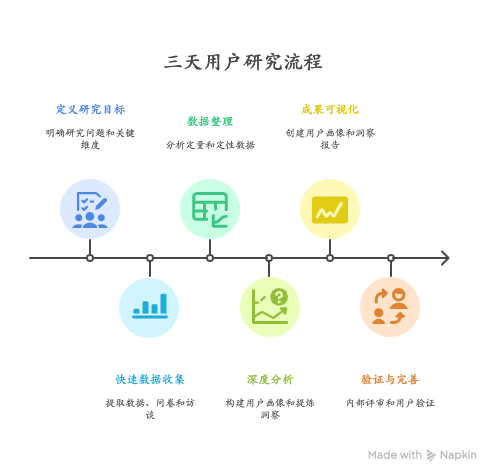 三天用户研究流程
定义研究目标
明确研究问题和关键
维度
数据整理
分析定量和定性数据
成果可视化
创建用户画像和洞察
报告
快速数据收集
提取数据、问卷和访
谈
深度分析
构建用户画像和提炼
洞察
验证与完善
内部评审和用户验证
Made with Napkin